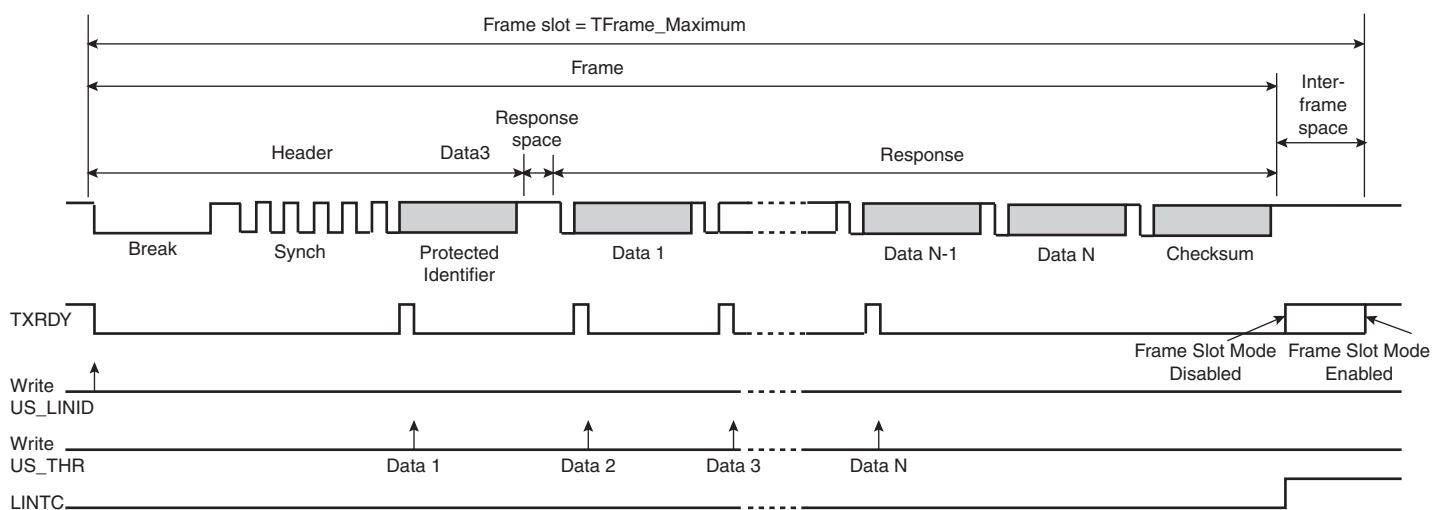 Frame slot = TFrame_Maximum
Frame
Inter-
frame
space
Response
space
Header
Data3
Response
Break
Synch
Protected
Identifier
Data 1
Data N-1
Data N
Checksum
TXRDY
Frame Slot Mode
Disabled
Frame Slot Mode
Enabled
Write
US_LINID
Write
US_THR
Data 1
Data 2
Data 3
Data N
LINTC